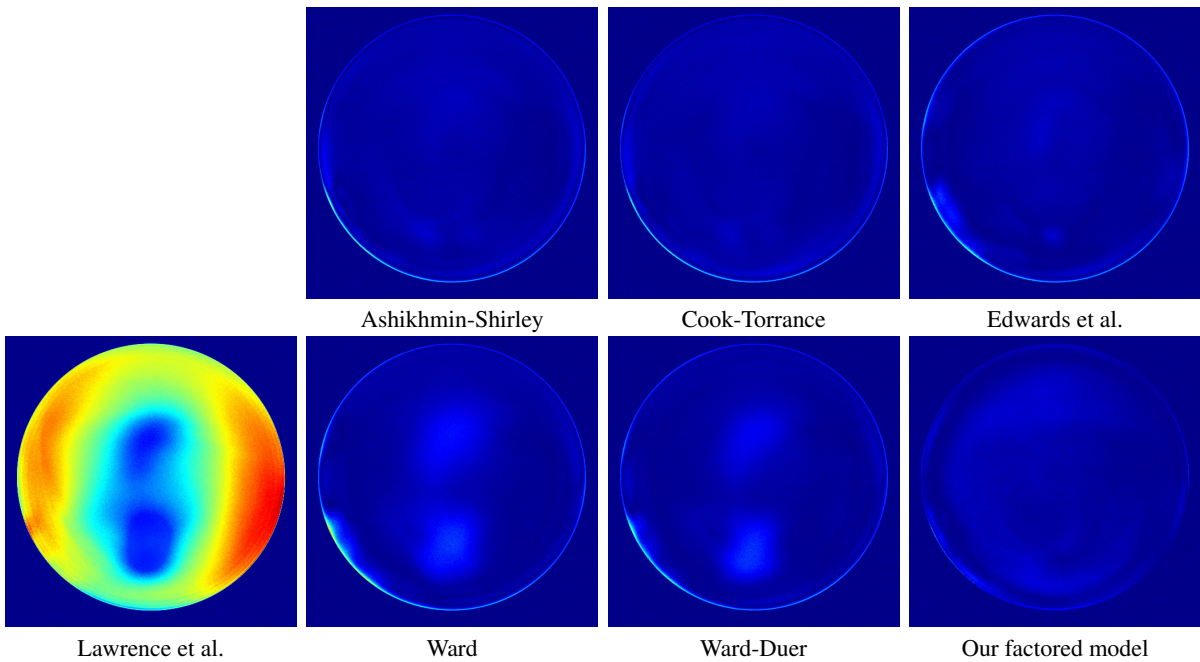 Ashikhmin-Shirley
Cook-Torrance
Edwards et al.
Lawrence et al.
Ward
Ward-Duer
Our factored model